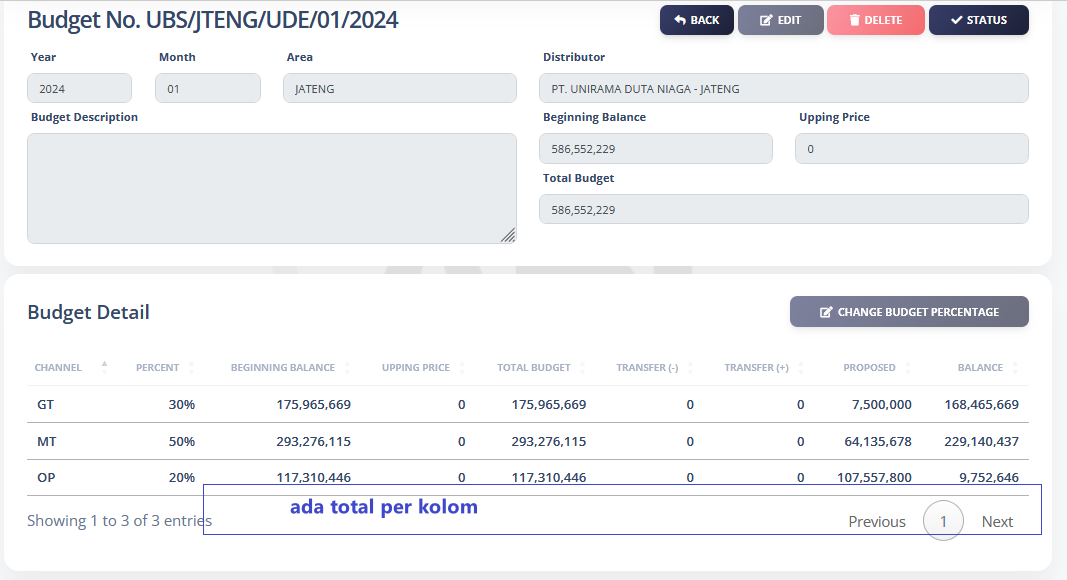 Budget No. UBS/JTENG/UDE/01/2024
BACK EDIT DELETE STATUS
Year Month Area Distributor
2024 01 JATENG PT. UNIRAMA DUTA NIAGA - JATENG
Budget Description Beginning Balance Upping Price
586,552,229 0
Total Budget
586,552,229
Budget Detail CHANGE BUDGET PERCENTAGE
CHANNEL PERCENT BEGINNING BALANCE UPPING PRICE TOTAL BUDGET TRANSFER (-) TRANSFER (+) PROPOSED BALANCE
GT 30% 175,965,669 0 175,965,669 0 0 7,500,000 168,465,669
MT 50% 293,276,115 0 293,276,115 0 0 64,135,678 229,140,437
OP 20% 117,310,446 0 117,310,446 0 0 107,557,800 9,752,646
ada total per kolom
Showing 1 to 3 of 3 entries Previous 1 Next